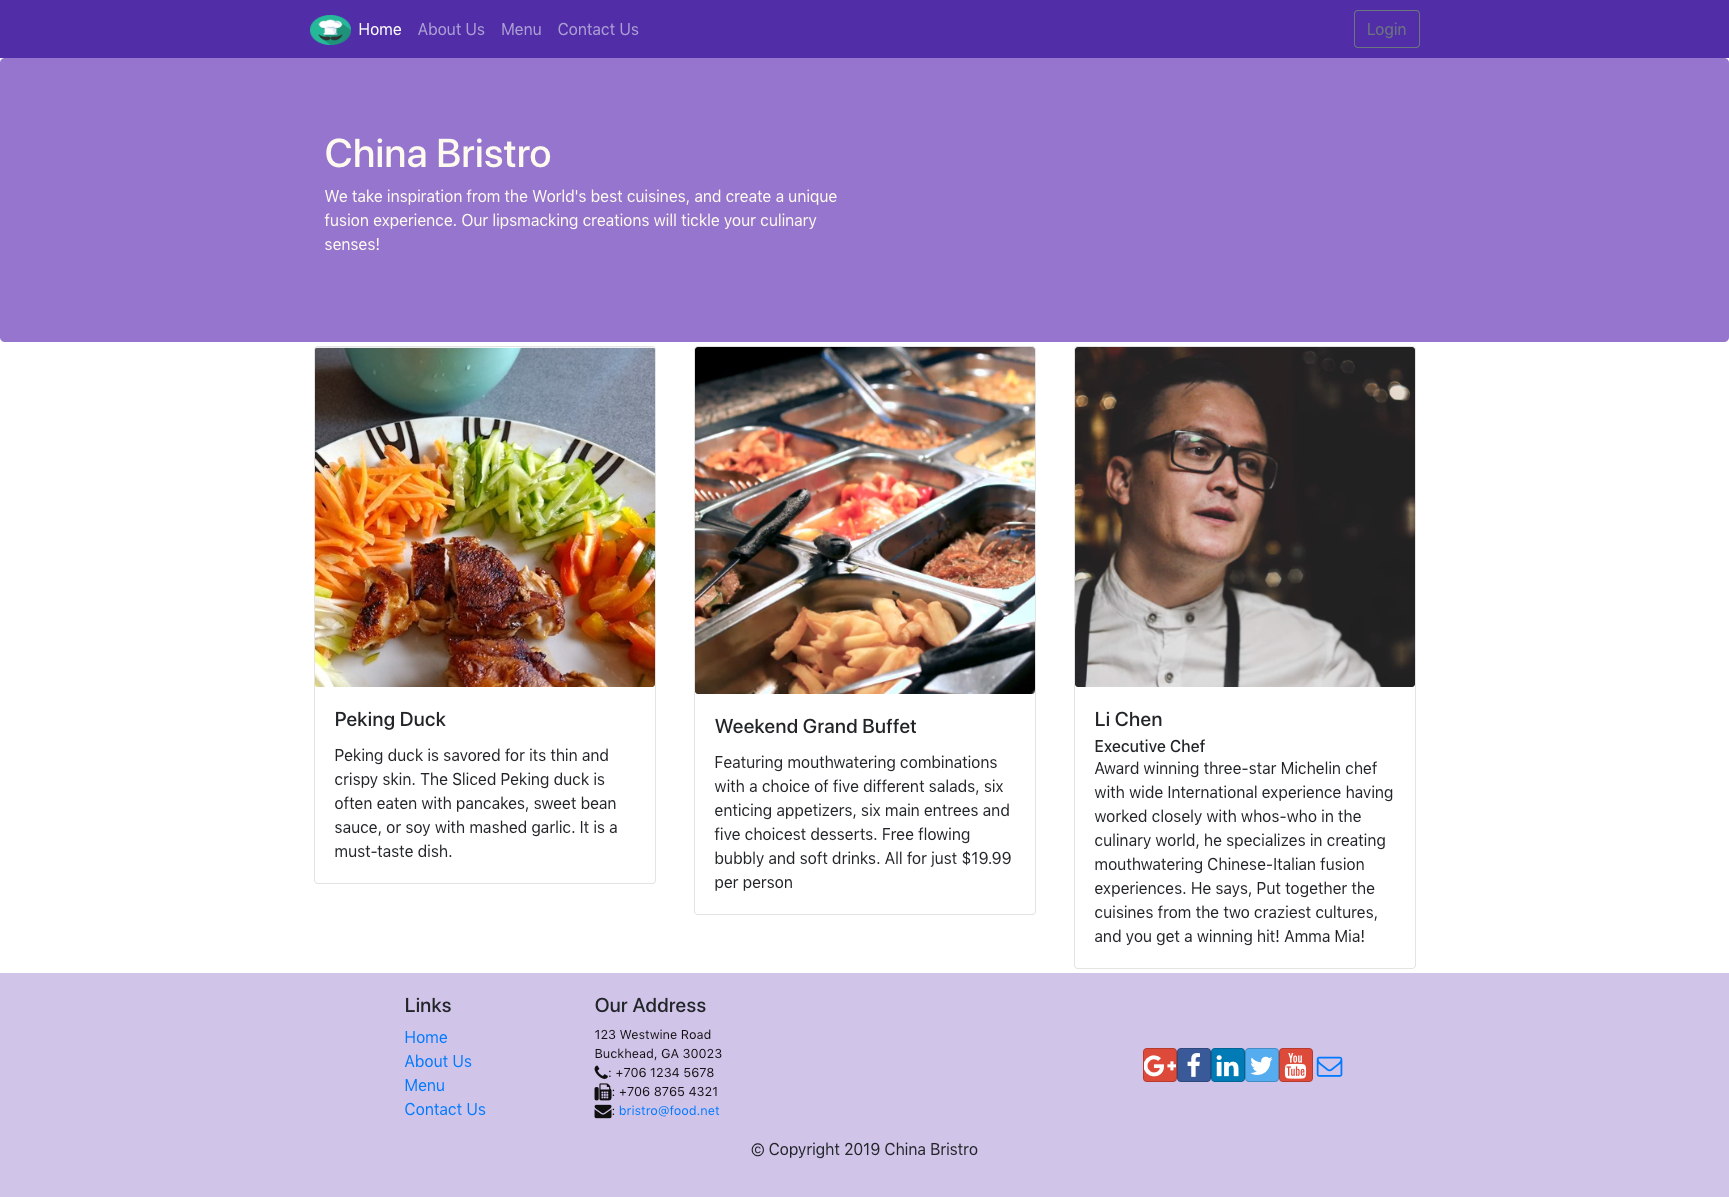 Home About Us Menu Contact Us Login
China Bristro
We take inspiration from the World's best cuisines, and create a unique
fusion experience. Our lipsmacking creations will tickle your culinary
senses!
Peking Duck
Peking duck is savored for its thin and
crispy skin. The Sliced Peking duck is
often eaten with pancakes, sweet bean
sauce, or soy with mashed garlic. It is a
must-taste dish.
Weekend Grand Buffet
Featuring mouthwatering combinations
with a choice of five different salads, six
enticing appetizers, six main entrees and
five choicest desserts. Free flowing
bubbly and soft drinks. All for just $19.99
per person
Li Chen
Executive Chef
Award winning three-star Michelin chef
with wide International experience having
worked closely with whos-who in the
culinary world, he specializes in creating
mouthwatering Chinese-Italian fusion
experiences. He says, Put together the
cuisines from the two craziest cultures,
and you get a winning hit! Amma Mia!
Links
Home
About Us
Menu
Contact Us
Our Address
123 Westwine Road
Buckhead, GA 30023
: +706 1234 5678
: +706 8765 4321
: bristro@food.net
G+ f in You Tube
© Copyright 2019 China Bristro